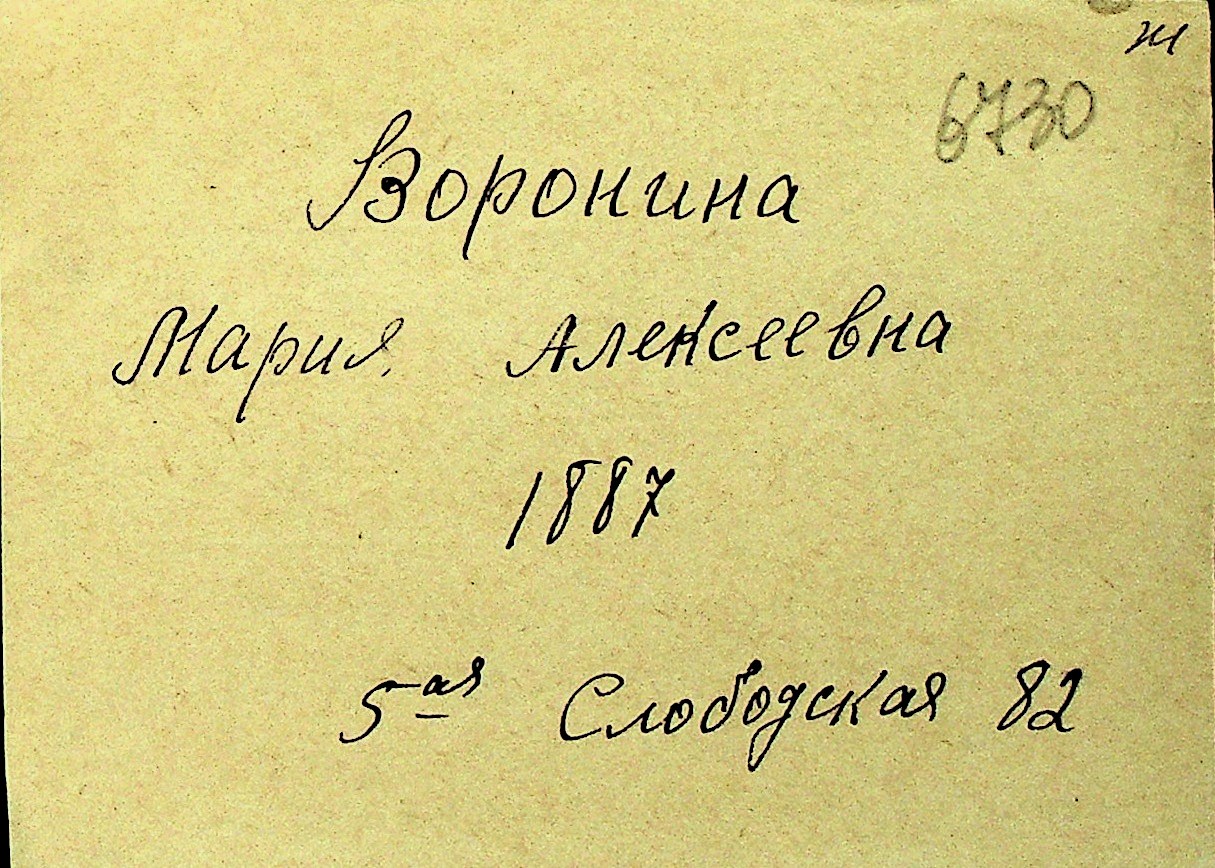 ж
6730
Воронина
Мария Алексеевна
1887
5-ая Слободская 82